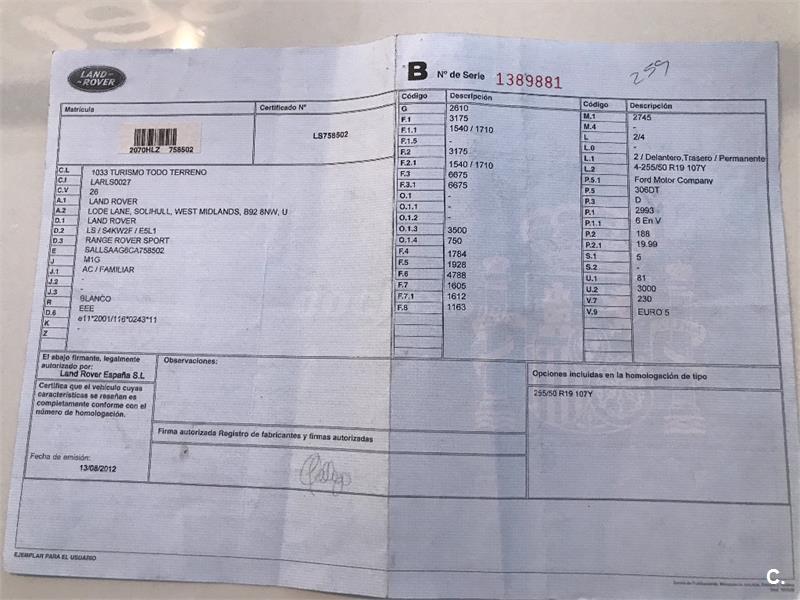 LAND ROVER
B Nº de Serie 1389881
259
Matrícula
Certificado Nº
2070HLZ 758502
LS758502
C.L 1033 TURISMO TODO TERRENO
C.I LARLS0027
C.V 26
A.1 LAND ROVER
A.2 LODE LANE, SOLIHULL, WEST MIDLANDS, B92 8NW, U
D.1 LAND ROVER
D.2 LS / S4KW2F / E5L1
D.3 RANGE ROVER SPORT
E SALLSAAG6CA758502
J M1G
J.1 AC / FAMILIAR
J.2 -
J.3 -
R BLANCO
D.6 EEE
K e11*2001/116*0243*11
Z -
El abajo firmante, legalmente
autorizado por:
Land Rover España S.L
Certifica que el vehículo cuyas
características se reseñan es
completamente conforme con el
número de homologación.
Fecha de emisión:
13/08/2012
Observaciones:
Firma autorizada Registro de fabricantes y firmas autorizadas
EJEMPLAR PARA EL USUARIO
Código Descripción
G 2610
F.1 3175
F.1.1 1540 / 1710
F.1.5 -
F.2 3175
F.2.1 1540 / 1710
F.3 6675
F.3.1 6675
O.1 -
O.1.1 -
O.1.2 -
O.1.3 3500
O.1.4 750
F.4 1784
F.5 1928
F.6 4788
F.7 1605
F.7.1 1612
F.8 1163
Código Descripción
M.1 2745
M.4 -
L 2/4
L.0 -
L.1 2 / Delantero,Trasero / Permanente
L.2 4-255/50 R19 107Y
P.5.1 Ford Motor Company
P.5 306DT
P.3 D
P.1 2993
P.1.1 6 En V
P.2 188
P.2.1 19.99
S.1 5
S.2 -
U.1 81
U.2 3000
V.7 230
V.9 EURO 5
Opciones incluidas en la homologación de tipo
255/50 R19 107Y
C.